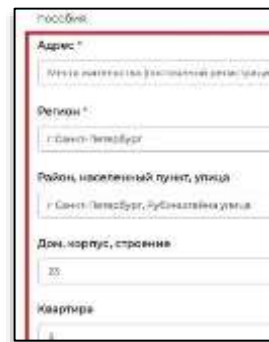 пособия
Адрес *
Место жительства (постоянной регистрации
Регион *
г Санкт-Петербург
Район, населенный пункт, улица
г Санкт-Петербург, Рубинштейна улица
Дом, корпус, строение
23
Квартира